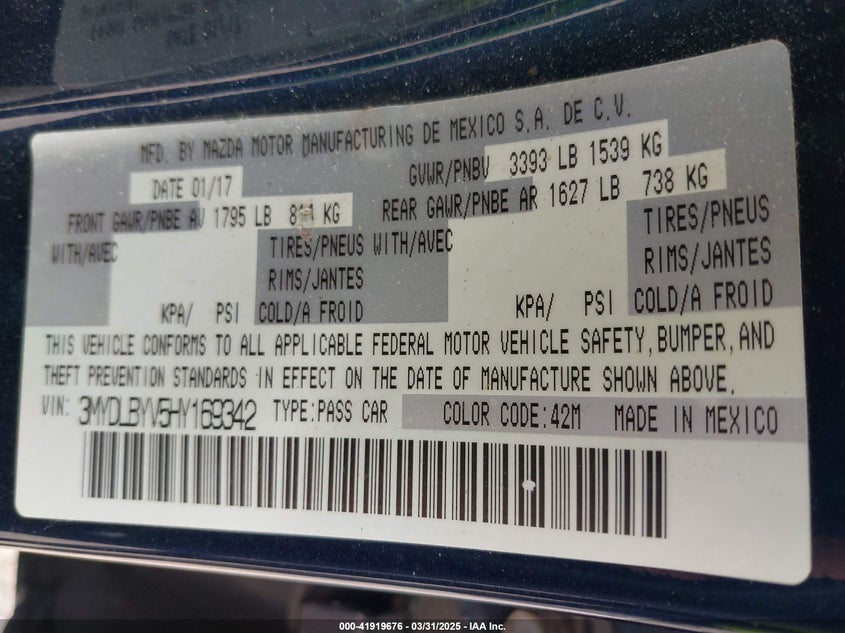 MFD. BY MAZDA MOTOR MANUFACTURING DE MEXICO S.A. DE C.V.
DATE 01/17 GVWR/PNBV 3393 LB 1539 KG
FRONT GAWR/PNBE AV 1795 LB 814 KG REAR GAWR/PNBE AR 1627 LB 738 KG
WITH/AVEC TIRES/PNEUS WITH/AVEC TIRES/PNEUS
RIMS/JANTES RIMS/JANTES
KPA/ PSI COLD/A FROID KPA/ PSI COLD/A FROID
THIS VEHICLE CONFORMS TO ALL APPLICABLE FEDERAL MOTOR VEHICLE SAFETY, BUMPER, AND
THEFT PREVENTION STANDARDS IN EFFECT ON THE DATE OF MANUFACTURE SHOWN ABOVE.
VIN: 3MYDLBYV5HY169342 TYPE:PASS CAR COLOR CODE:42M MADE IN MEXICO
000-41919676 - 03/31/2025 - IAA Inc.